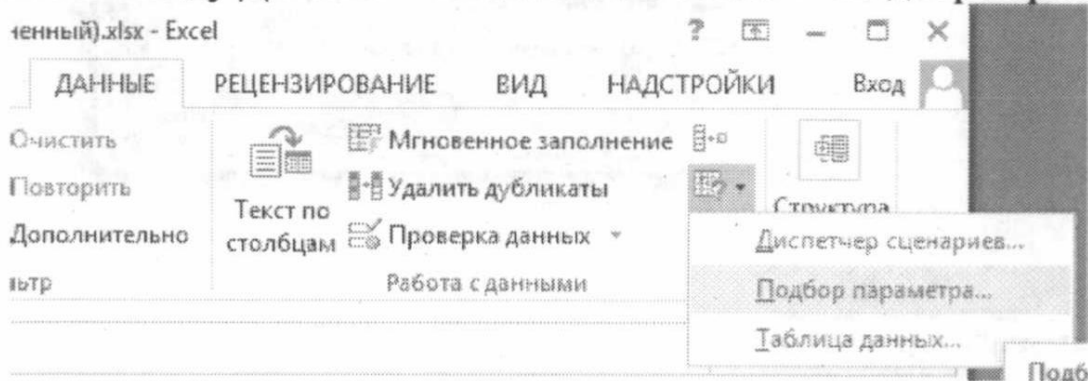 ненный).xlsx - Excel ?
ДАННЫЕ РЕЦЕНЗИРОВАНИЕ ВИД НАДСТРОЙКИ Вход
Очистить
Повторить
Дополнительно
ьтр
Текст по
столбцам
Мгновенное заполнение
Удалить дубликаты
Проверка данных
Работа с данными
Структура
Диспетчер сценариев...
Подбор параметра...
Таблица данных...
Подб